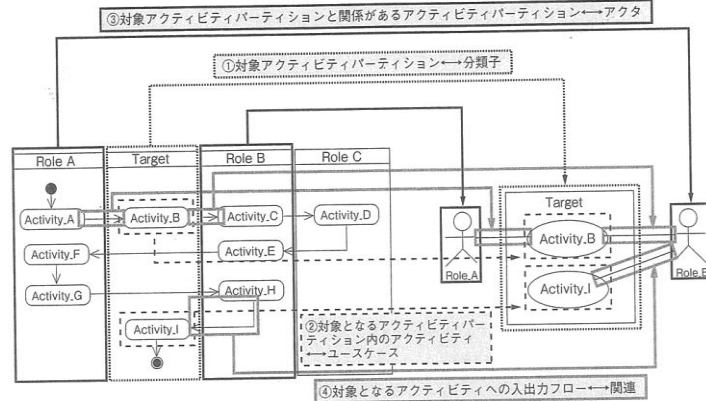 ③対象アクティビティパーティションと関係があるアクティビティパーティション⟷アクタ
①対象アクティビティパーティション⟷分類子
Role A
Target
Role B
Role C
Activity_A
Activity_B
Activity_C
Activity_D
Activity_F
Activity_E
Activity_G
Activity_H
Activity_I
Target
Activity_B
Activity_I
Role_A
②対象となるアクティビティパー
ティション内のアクティビティ
⟷ユースケース
④対象となるアクティビティへの入出力フロー⟷関連